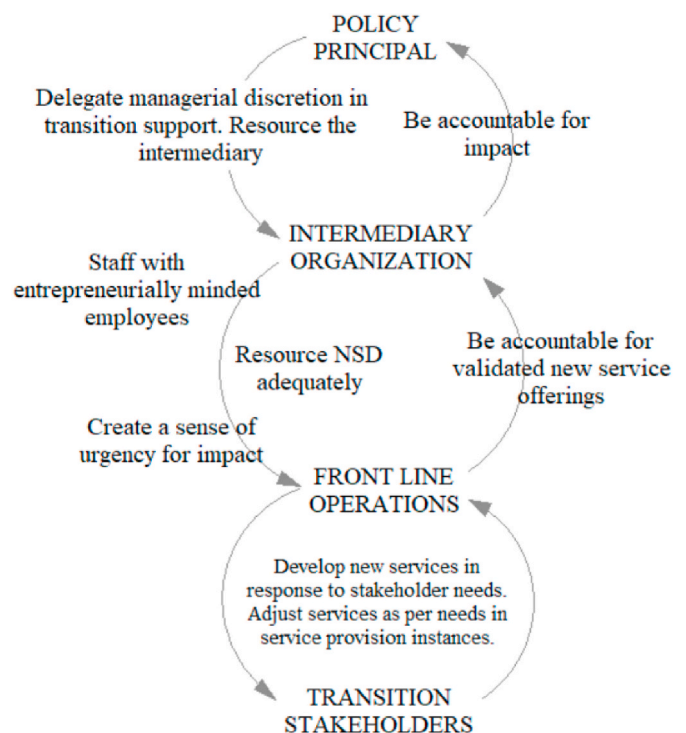 POLICY
PRINCIPAL
Delegate managerial discretion in
transition support. Resource the
intermediary
Be accountable for
impact
INTERMEDIARY
ORGANIZATION
Staff with
entrepreneurially minded
employees
Resource NSD
adequately
Be accountable for
validated new service
offerings
Create a sense of
urgency for impact
FRONT LINE
OPERATIONS
Develop new services in
response to stakeholder needs.
Adjust services as per needs in
service provision instances.
TRANSITION
STAKEHOLDERS